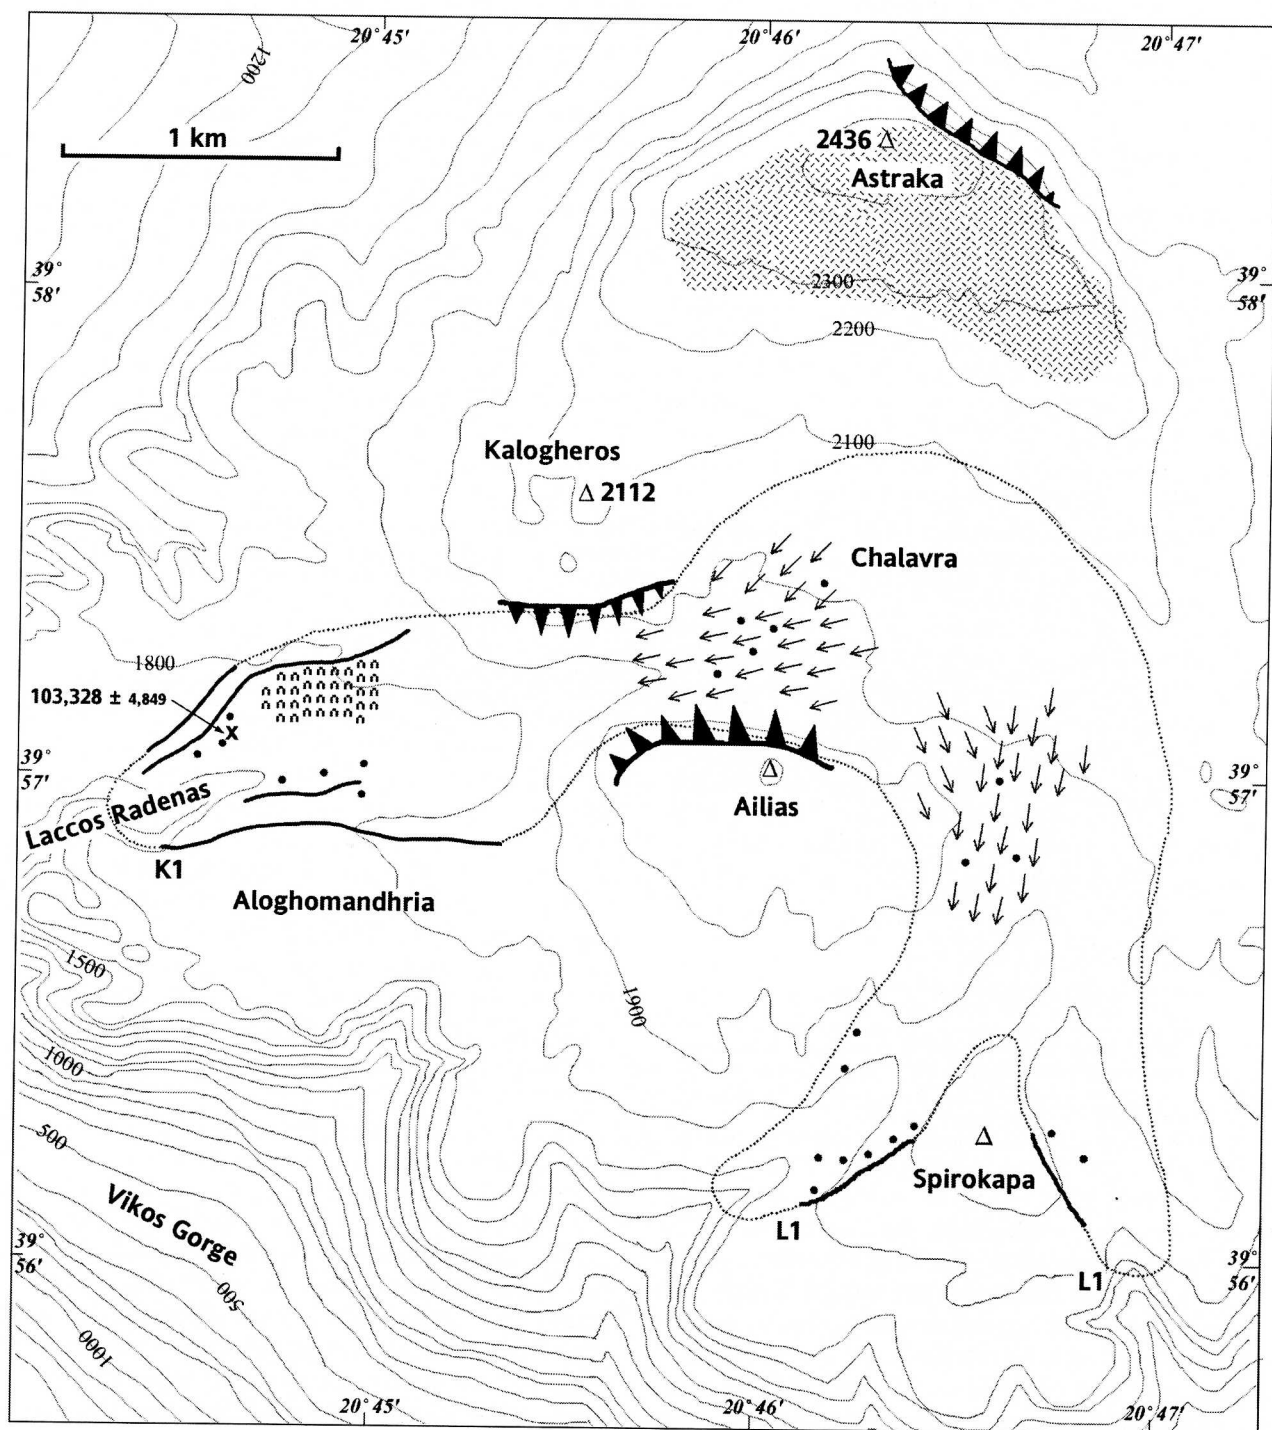 20°45'
20°46'
20°47'
1200
1 km
2436
Astraka
39°
58'
39°
58'
2300
2200
2100
Kalogheros
2112
Chalavra
1800
103,328 ± 4,849
x
39°
57'
39°
57'
Laccos Radenas
Ailias
K1
Aloghomandhria
1500
1900
1000
500
Spirokapa
Vikos Gorge
L1
39°
56'
39°
56'
L1
500
1000
20°45'
20°46'
20°47'